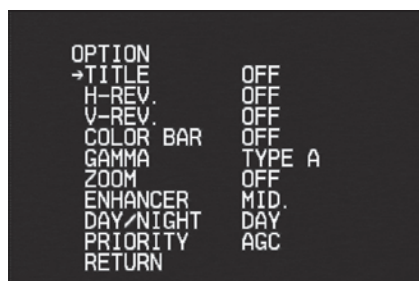 OPTION
→TITLE OFF
H-REV. OFF
V-REV. OFF
COLOR BAR OFF
GAMMA TYPE A
ZOOM OFF
ENHANCER MID.
DAY/NIGHT DAY
PRIORITY AGC
RETURN